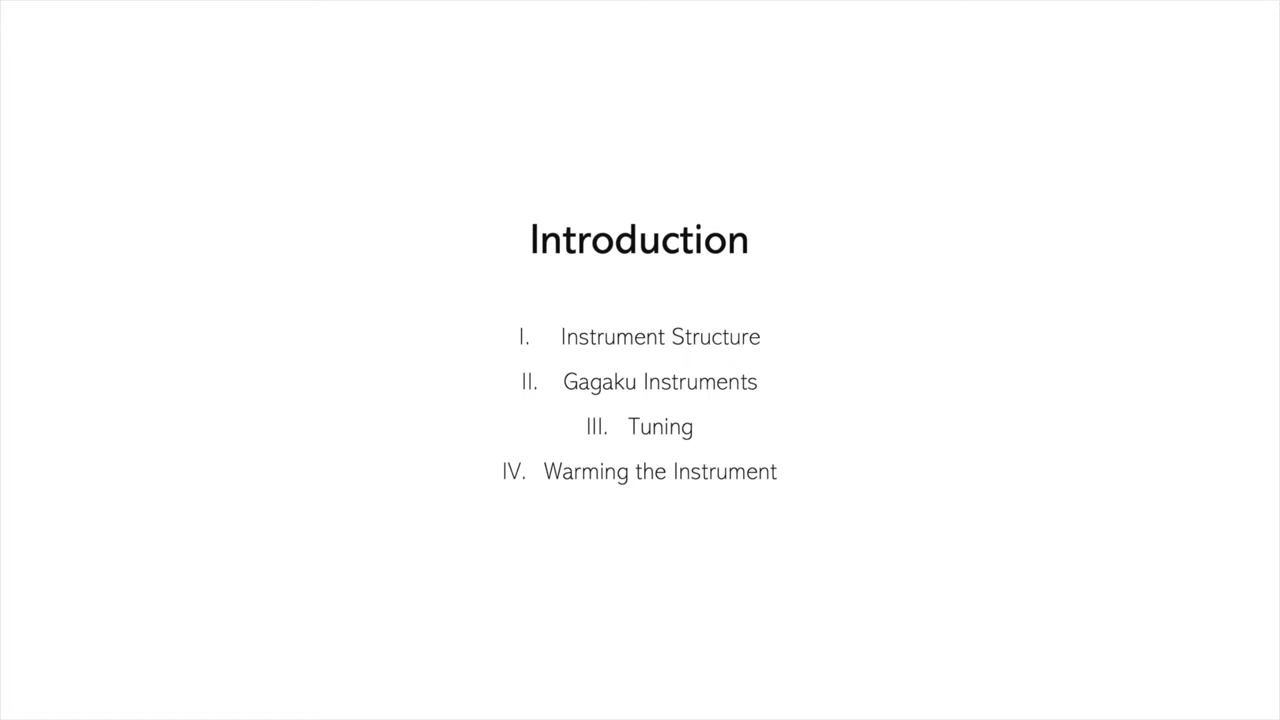 Introduction
I. Instrument Structure
II. Gagaku Instruments
III. Tuning
IV. Warming the Instrument